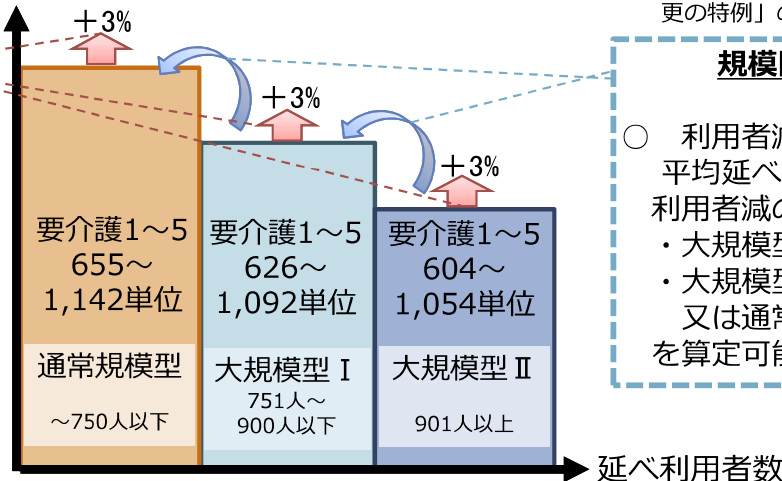 更の特例」の
+3%
+3%
+3%
規模
○ 利用者減
平均延べ
利用者減の
・大規模型
・大規模型
又は通常
を算定可能
要介護1～5
655～
1,142単位
通常規模型
～750人以下
要介護1～5
626～
1,092単位
大規模型Ⅰ
751人～
900人以下
要介護1～5
604～
1,054単位
大規模型Ⅱ
901人以上
延べ利用者数